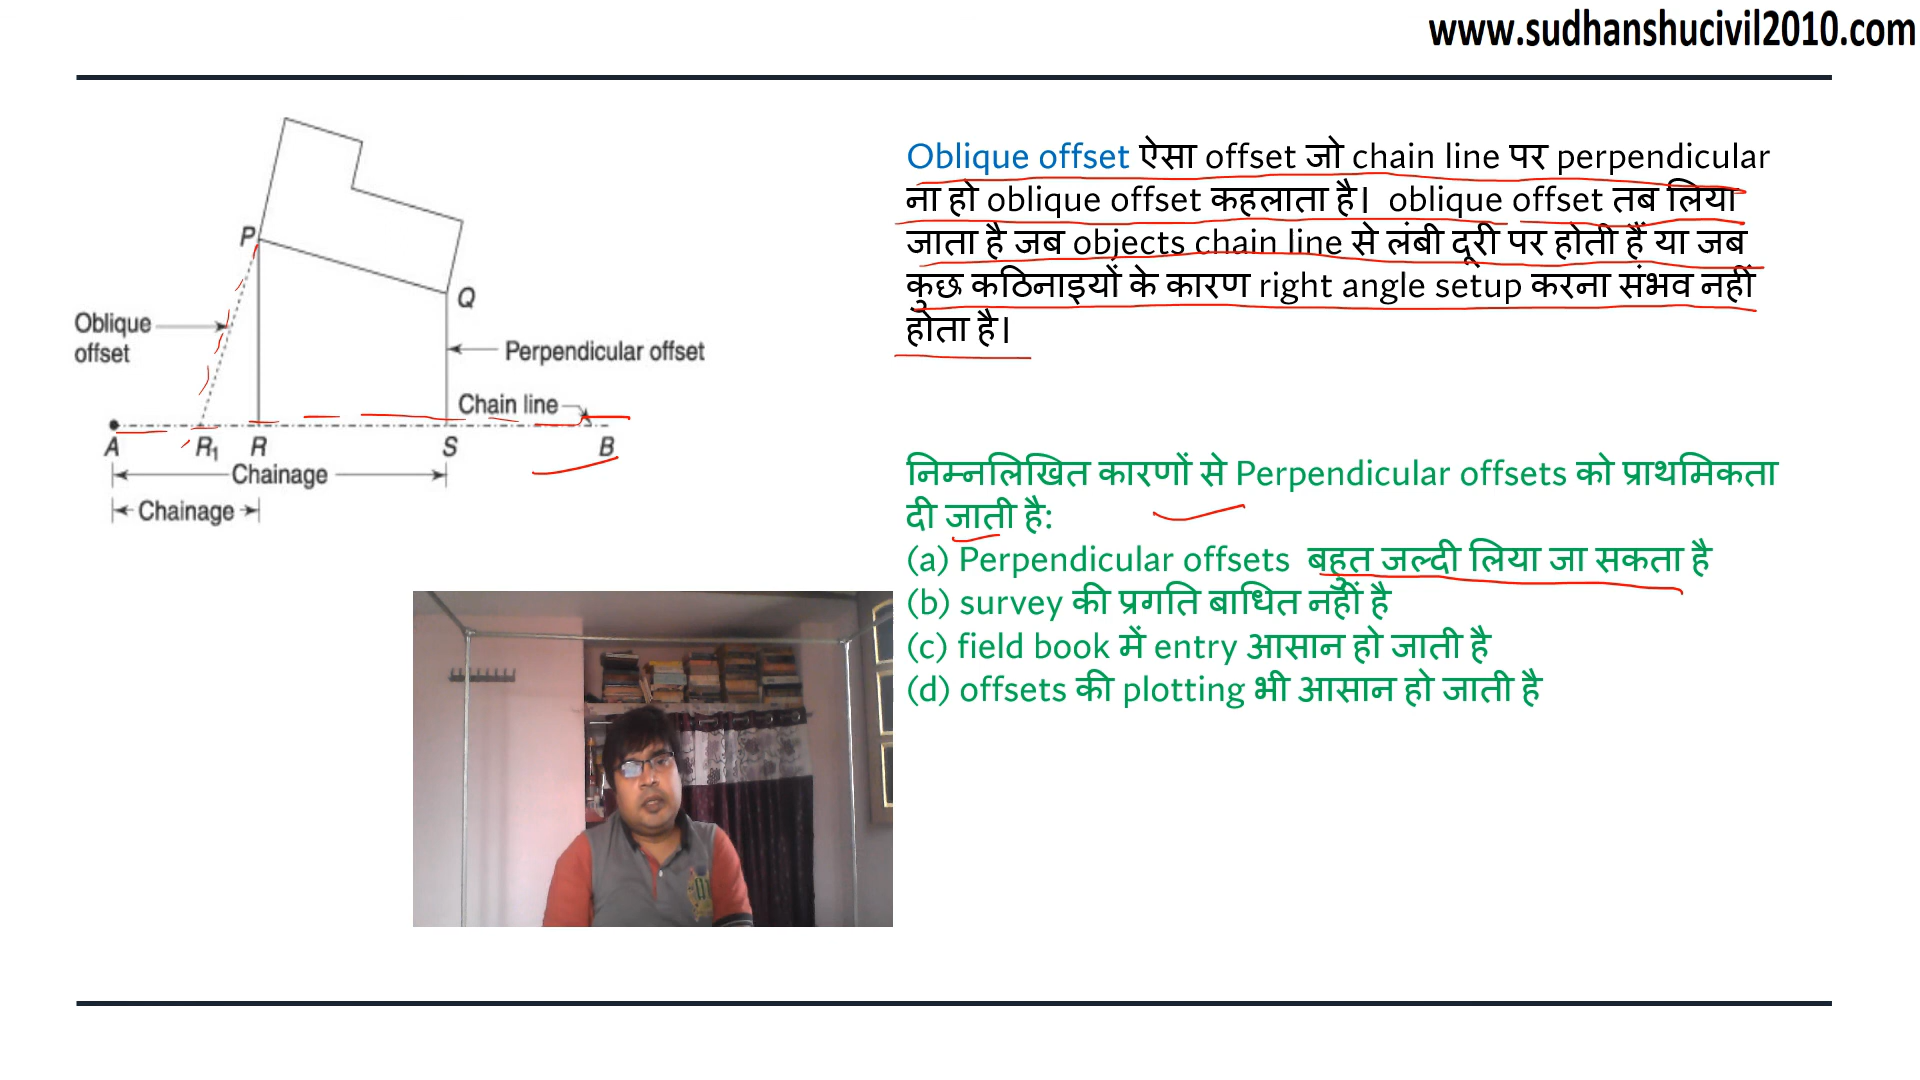 www.sudhanshucivil2010.com
P
Q
Oblique
offset
Perpendicular offset
Chain line
A
R1
R
S
B
Chainage
Chainage
Oblique offset ऐसा offset जो chain line पर perpendicular
ना हो oblique offset कहलाता है। oblique offset तब लिया
जाता है जब objects chain line से लंबी दूरी पर होती हैं या जब
कुछ कठिनाइयों के कारण right angle setup करना संभव नहीं
होता है।
निम्नलिखित कारणों से Perpendicular offsets को प्राथमिकता
दी जाती है:
(a) Perpendicular offsets बहुत जल्दी लिया जा सकता है
(b) survey की प्रगति बाधित नहीं है
(c) field book में entry आसान हो जाती है
(d) offsets की plotting भी आसान हो जाती है